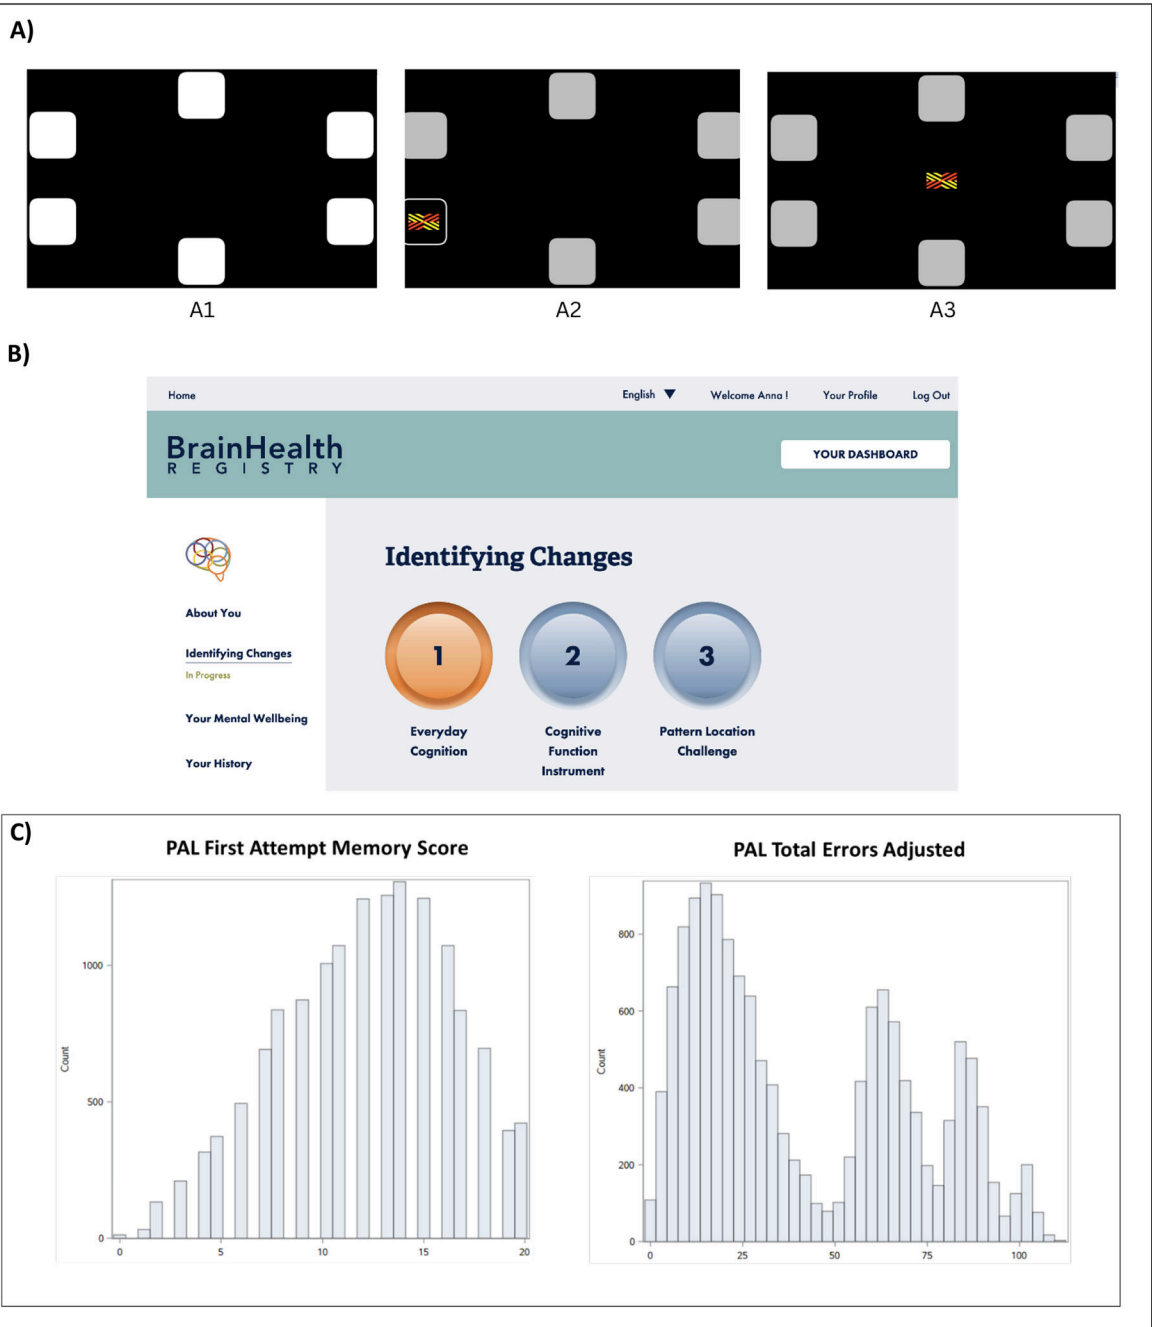 A)
A1
A2
A3
B)
Home
English
Welcome Anna !
Your Profile
Log Out
BrainHealth
REGISTRY
YOUR DASHBOARD
Identifying Changes
About You
Identifying Changes
In Progress
Your Mental Wellbeing
Your History
1
2
3
Everyday
Cognition
Cognitive
Function
Instrument
Pattern Location
Challenge
C)
PAL First Attempt Memory Score
Count
1000
500
0
0
5
10
15
20
PAL Total Errors Adjusted
Count
800
600
400
200
0
0
25
50
75
100